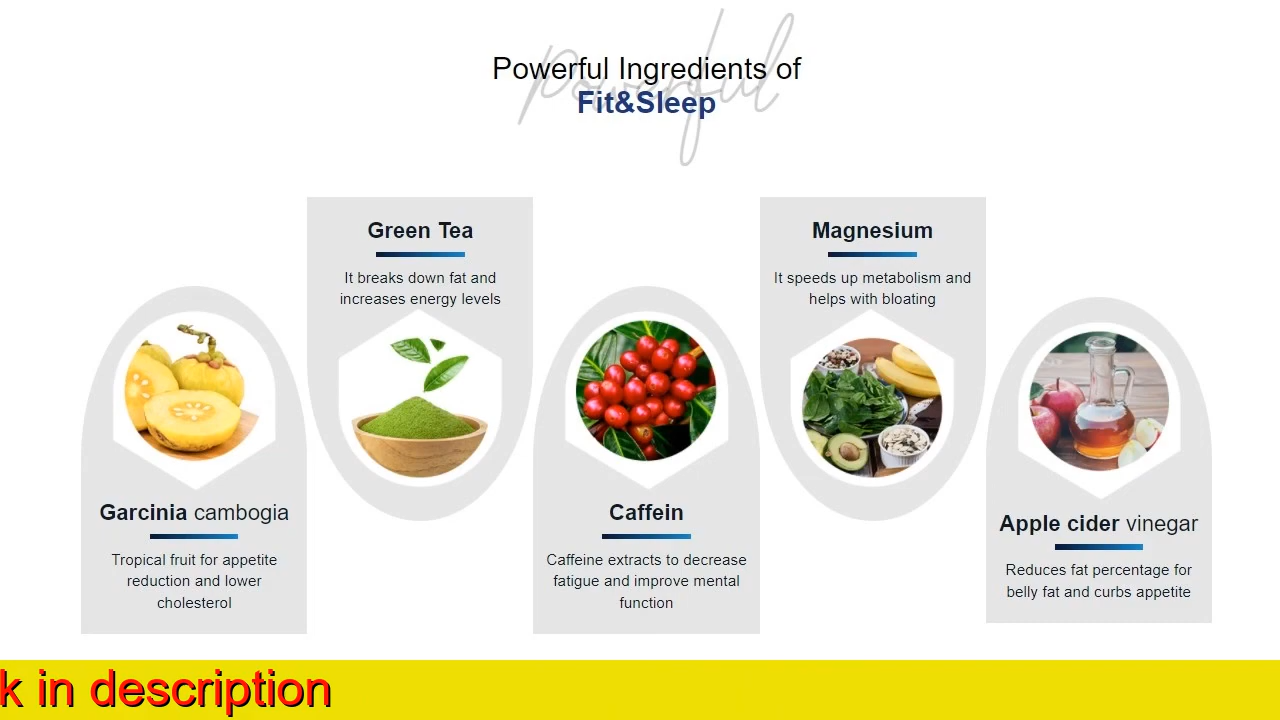 Powerful
Powerful Ingredients of
Fit&Sleep
Garcinia cambogia
Tropical fruit for appetite
reduction and lower
cholesterol
Green Tea
It breaks down fat and
increases energy levels
Caffein
Caffeine extracts to decrease
fatigue and improve mental
function
Magnesium
It speeds up metabolism and
helps with bloating
Apple cider vinegar
Reduces fat percentage for
belly fat and curbs appetite
k in description